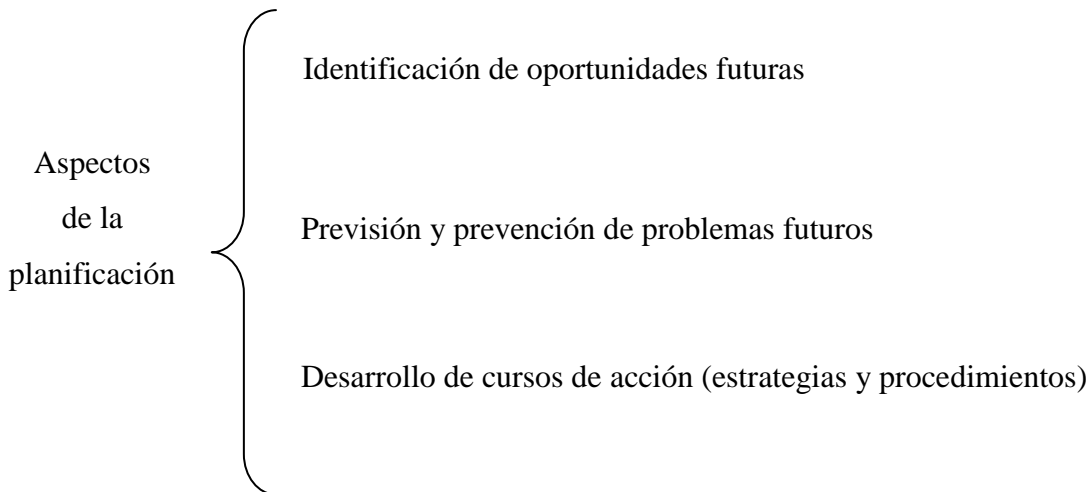 Aspectos
de la
planificación
Identificación de oportunidades futuras
Previsión y prevención de problemas futuros
Desarrollo de cursos de acción (estrategias y procedimientos)